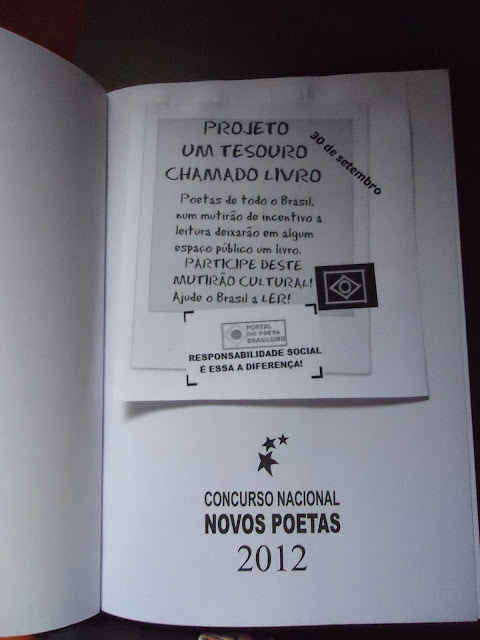 PROJETO
UM TESOURO
CHAMADO LIVRO
30 de setembro
Poetas de todo o Brasil,
num mutirão de incentivo a
leitura deixarão em algum
espaço público um livro.
PARTICIPE DESTE
MUTIRÃO CULTURAL!
Ajude o Brasil a LER!
PORTAL
DO POETA
BRASILEIRO
RESPONSABILIDADE SOCIAL
É ESSA A DIFERENÇA!
CONCURSO NACIONAL
NOVOS POETAS
2012